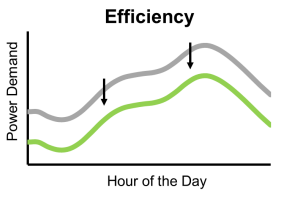 Efficiency
Power Demand
Hour of the Day